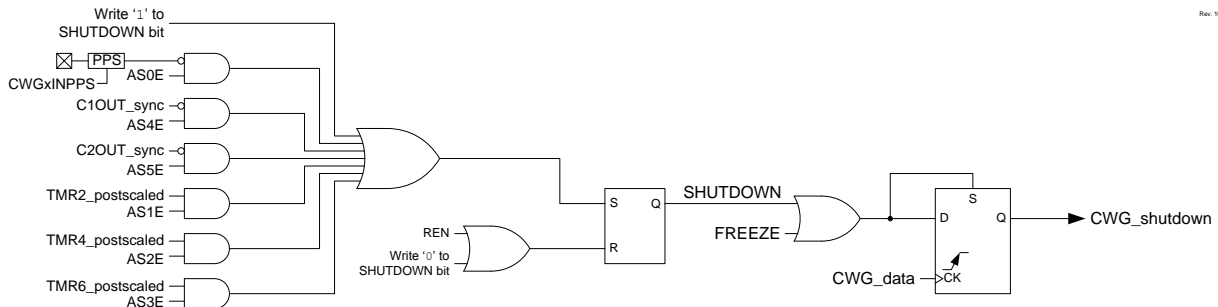 Write '1' to
SHUTDOWN bit
PPS
CWGxINPPS
AS0E
C1OUT_sync
AS4E
C2OUT_sync
AS5E
TMR2_postscaled
AS1E
TMR4_postscaled
AS2E
TMR6_postscaled
AS3E
REN
Write '0' to
SHUTDOWN bit
S
Q
R
SHUTDOWN
FREEZE
S
D
Q
CWG_data
CK
CWG_shutdown
Rev.